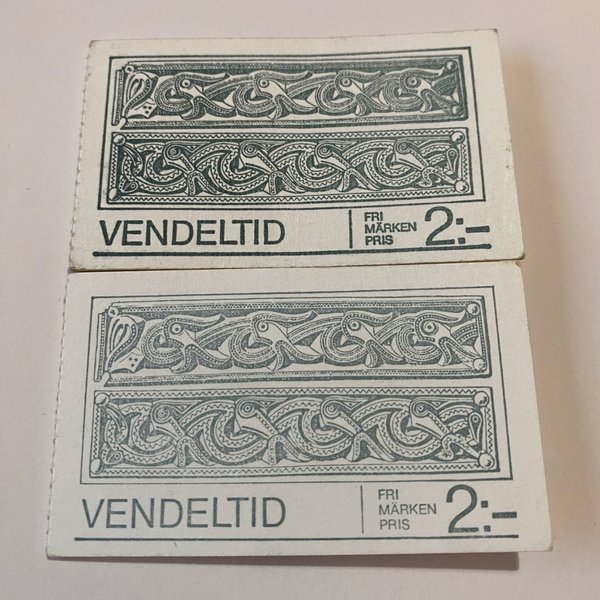 VENDELTID
FRI
MÄRKEN
PRIS
2:-
VENDELTID
FRI
MÄRKEN
PRIS
2:-